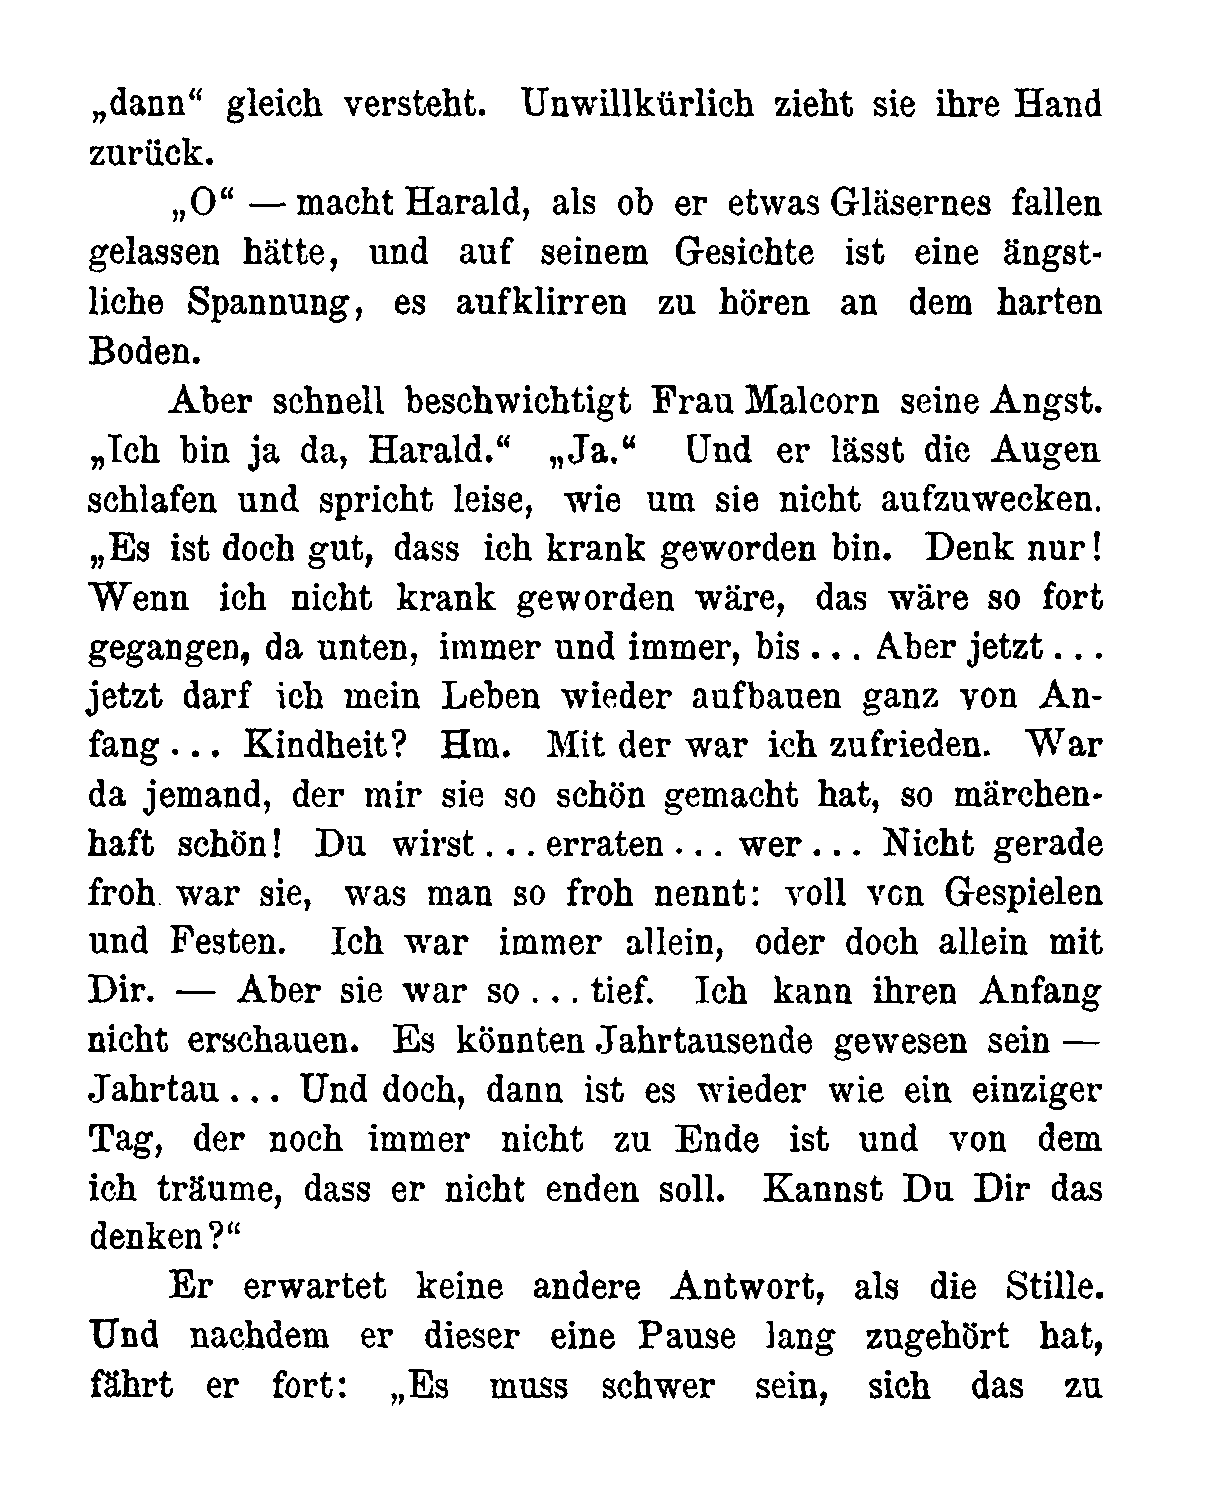 „dann“ gleich versteht. Unwillkürlich zieht sie ihre Hand
zurück.
„O“ — macht Harald, als ob er etwas Gläsernes fallen
gelassen hätte, und auf seinem Gesichte ist eine ängst-
liche Spannung, es aufklirren zu hören an dem harten
Boden.
Aber schnell beschwichtigt Frau Malcorn seine Angst.
„Ich bin ja da, Harald.“ „Ja.“ Und er lässt die Augen
schlafen und spricht leise, wie um sie nicht aufzuwecken.
„Es ist doch gut, dass ich krank geworden bin. Denk nur!
Wenn ich nicht krank geworden wäre, das wäre so fort
gegangen, da unten, immer und immer, bis ... Aber jetzt ...
jetzt darf ich mein Leben wieder aufbauen ganz von An-
fang ... Kindheit? Hm. Mit der war ich zufrieden. War
da jemand, der mir sie so schön gemacht hat, so märchen-
haft schön! Du wirst ... erraten ... wer ... Nicht gerade
froh war sie, was man so froh nennt: voll von Gespielen
und Festen. Ich war immer allein, oder doch allein mit
Dir. — Aber sie war so ... tief. Ich kann ihren Anfang
nicht erschauen. Es könnten Jahrtausende gewesen sein —
Jahrtau ... Und doch, dann ist es wieder wie ein einziger
Tag, der noch immer nicht zu Ende ist und von dem
ich träume, dass er nicht enden soll. Kannst Du Dir das
denken?“
Er erwartet keine andere Antwort, als die Stille.
Und nachdem er dieser eine Pause lang zugehört hat,
fährt er fort: „Es muss schwer sein, sich das zu